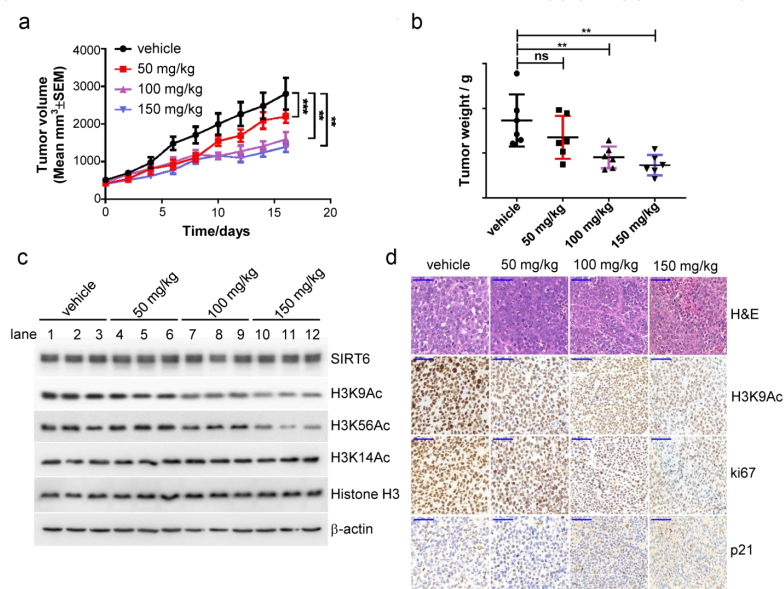 a
Tumor volume
(Mean mm³±SEM)
4000
3000
2000
1000
0
vehicle
50 mg/kg
100 mg/kg
150 mg/kg
***
**
**
0 5 10 15 20
Time/days
b
**
**
ns
Tumor weight / g
vehicle
50 mg/kg
100 mg/kg
150 mg/kg
c
vehicle 50 mg/kg 100 mg/kg 150 mg/kg
lane 1 2 3 4 5 6 7 8 9 10 11 12
SIRT6
H3K9Ac
H3K56Ac
H3K14Ac
Histone H3
β-actin
d
vehicle 50 mg/kg 100 mg/kg 150 mg/kg
H&E
H3K9Ac
ki67
p21